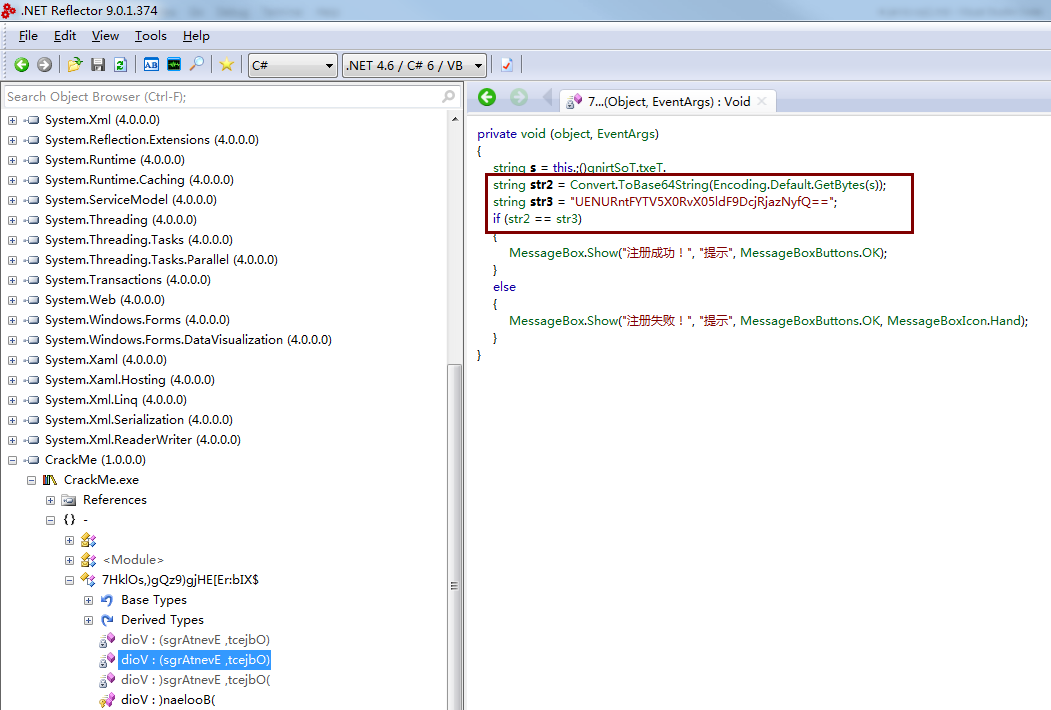 .NET Reflector 9.0.1.374
File Edit View Tools Help
C# .NET 4.6 / C# 6 / VB
Search Object Browser (Ctrl-F);
System.Xml (4.0.0.0)
System.Reflection.Extensions (4.0.0.0)
System.Runtime (4.0.0.0)
System.Runtime.Caching (4.0.0.0)
System.ServiceModel (4.0.0.0)
System.Threading (4.0.0.0)
System.Threading.Tasks (4.0.0.0)
System.Threading.Tasks.Parallel (4.0.0.0)
System.Transactions (4.0.0.0)
System.Web (4.0.0.0)
System.Windows.Forms (4.0.0.0)
System.Windows.Forms.DataVisualization (4.0.0.0)
System.Xaml (4.0.0.0)
System.Xaml.Hosting (4.0.0.0)
System.Xml.Linq (4.0.0.0)
System.Xml.Serialization (4.0.0.0)
System.Xml.ReaderWriter (4.0.0.0)
CrackMe (1.0.0.0)
CrackMe.exe
References
{} -
<Module>
7HklOs,)gQz9)gjHE[Er:bIX$
Base Types
Derived Types
dioV : (sgrAtnevE ,tcejbO)
dioV : (sgrAtnevE ,tcejbO)
dioV : )sgrAtnevE ,tcejbO(
dioV : )naelooB(
7...(Object, EventArgs) : Void
private void (object, EventArgs)
{
string s = this.;()gnirtSoT.txeT.
string str2 = Convert.ToBase64String(Encoding.Default.GetBytes(s));
string str3 = "UENURntFYTV5X0RvX05ldF9DcjRjazNyfQ==";
if (str2 == str3)
{
MessageBox.Show("注册成功！", "提示", MessageBoxButtons.OK);
}
else
{
MessageBox.Show("注册失败！", "提示", MessageBoxButtons.OK, MessageBoxIcon.Hand);
}
}